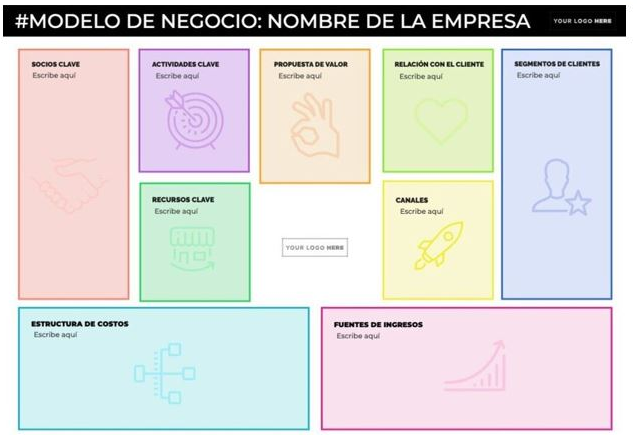 #MODELO DE NEGOCIO: NOMBRE DE LA EMPRESA
YOUR LOGO HERE
SOCIOS CLAVE
Escribe aquí
ACTIVIDADES CLAVE
Escribe aquí
PROPUESTA DE VALOR
Escribe aquí
RELACIÓN CON EL CLIENTE
Escribe aquí
SEGMENTOS DE CLIENTES
Escribe aquí
RECURSOS CLAVE
Escribe aquí
CANALES
Escribe aquí
YOUR LOGO HERE
ESTRUCTURA DE COSTOS
Escribe aquí
FUENTES DE INGRESOS
Escribe aquí